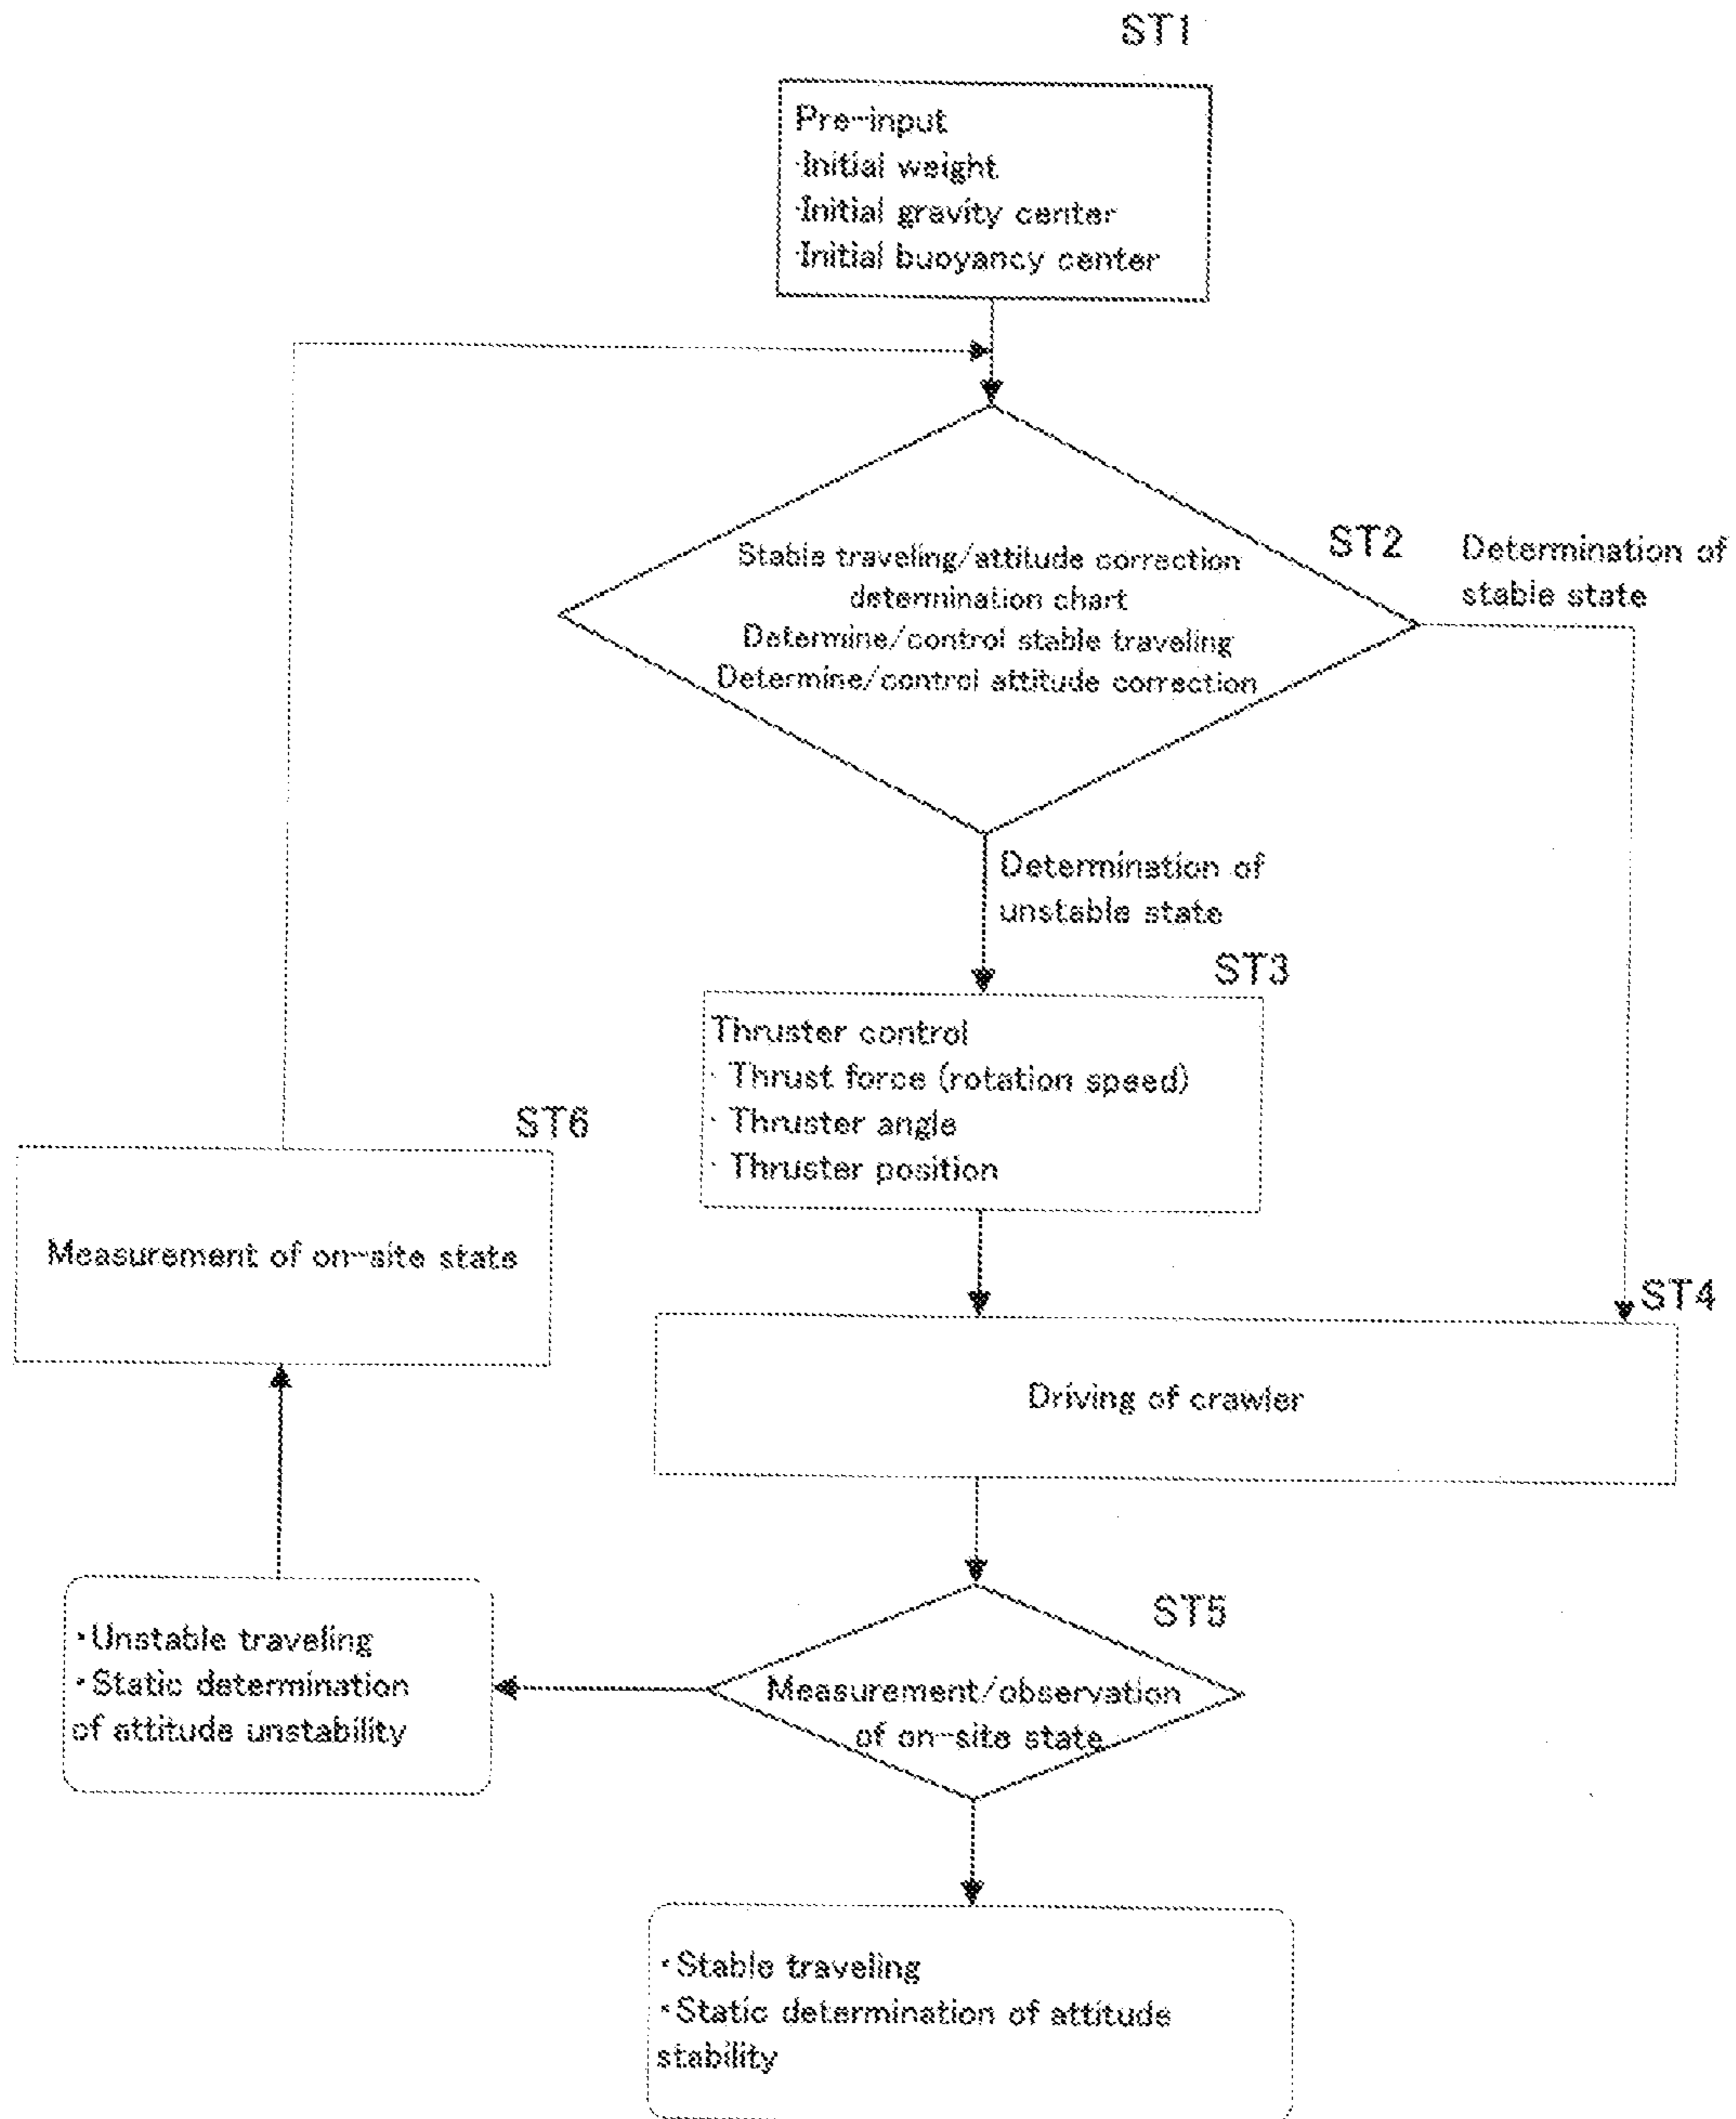 ST1
Pre-input
·Initial weight
·Initial gravity center
·Initial buoyancy center
ST2
Determination of
stable state
Stable traveling/attitude correction
determination chart
Determine/control stable traveling
Determine/control attitude correction
Determination of
unstable state
ST3
Thruster control
· Thrust force (rotation speed)
· Thruster angle
· Thruster position
ST6
Measurement of on-site state
ST4
Driving of crawler
ST5
Measurement/observation
of on-site state
·Unstable traveling
·Static determination
of attitude unstability
·Stable traveling
·Static determination of attitude
stability